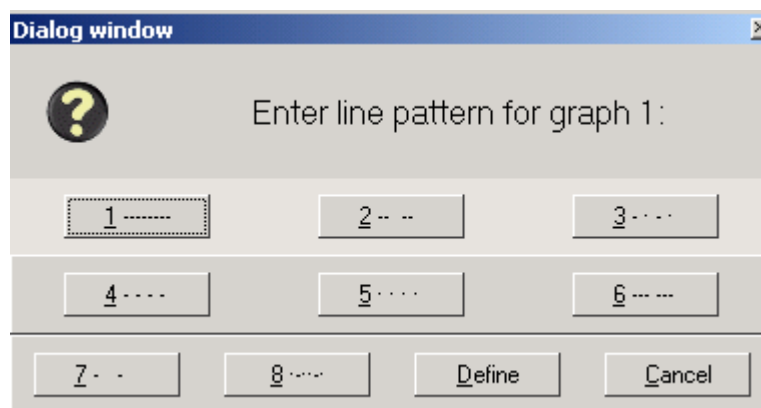 Dialog window
Enter line pattern for graph 1:
1 --------
2 -- --
3 - · - ·
4 - - - -
5 · · · ·
6 --- ---
7 - -
8 -··-·-
Define
Cancel